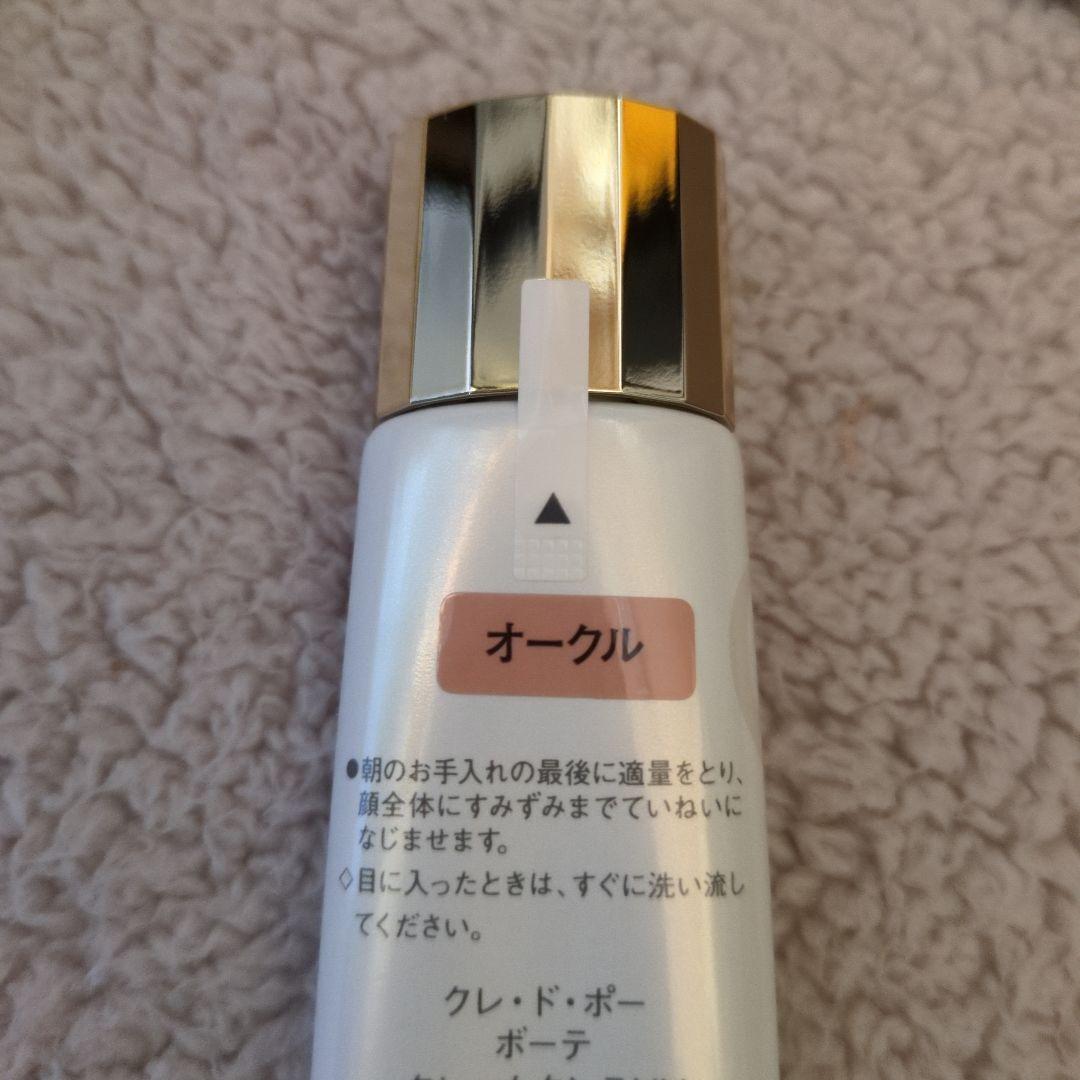 オークル
●朝のお手入れの最後に適量をとり、
顔全体にすみずみまでていねいに
なじませます。
◇目に入ったときは、すぐに洗い流し
てください。
クレ・ド・ポー
ボーテ